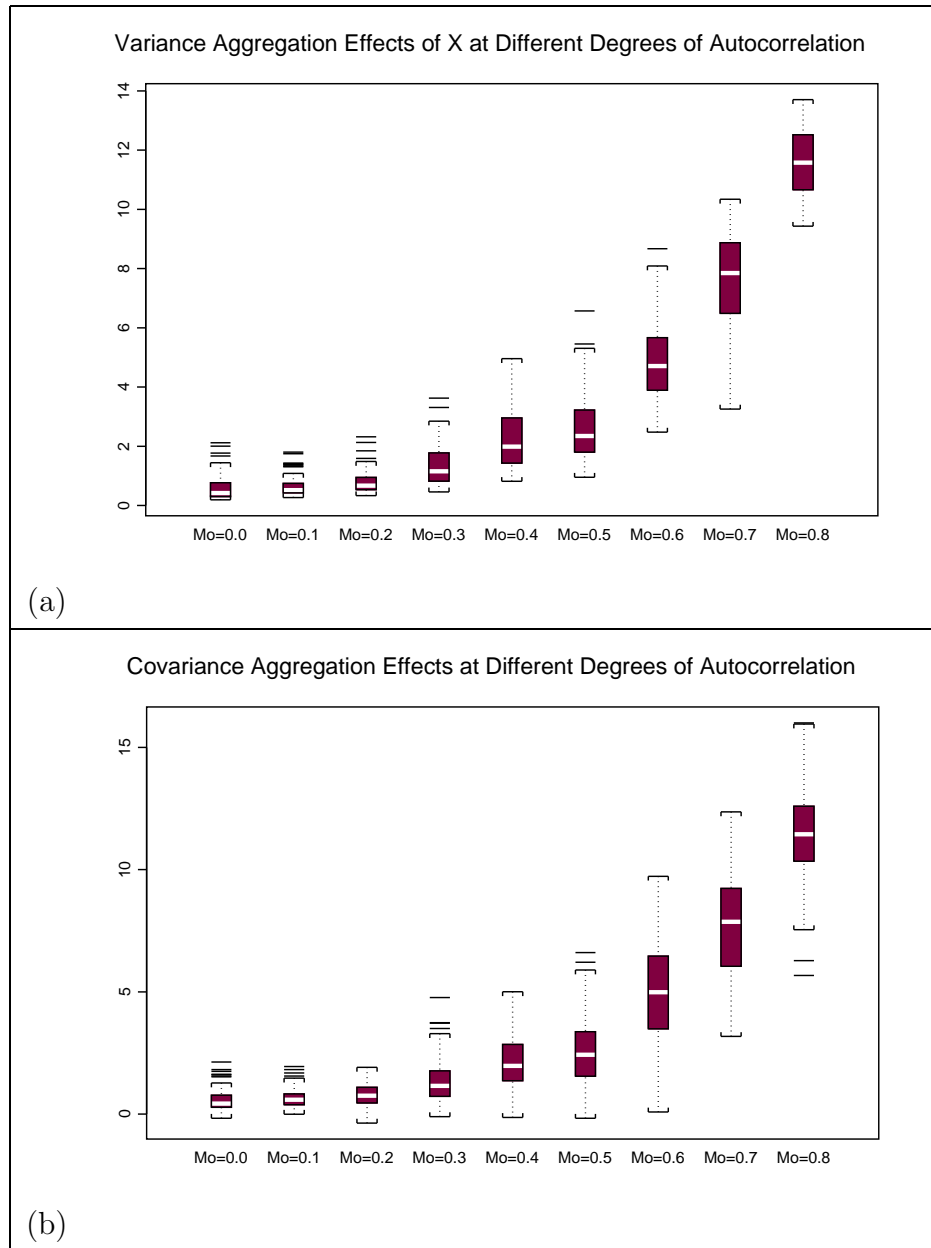 Variance Aggregation Effects of X at Different Degrees of Autocorrelation
14
12
10
8
6
4
2
0
Mo=0.0 Mo=0.1 Mo=0.2 Mo=0.3 Mo=0.4 Mo=0.5 Mo=0.6 Mo=0.7 Mo=0.8
(a)
Covariance Aggregation Effects at Different Degrees of Autocorrelation
15
10
5
0
Mo=0.0 Mo=0.1 Mo=0.2 Mo=0.3 Mo=0.4 Mo=0.5 Mo=0.6 Mo=0.7 Mo=0.8
(b)